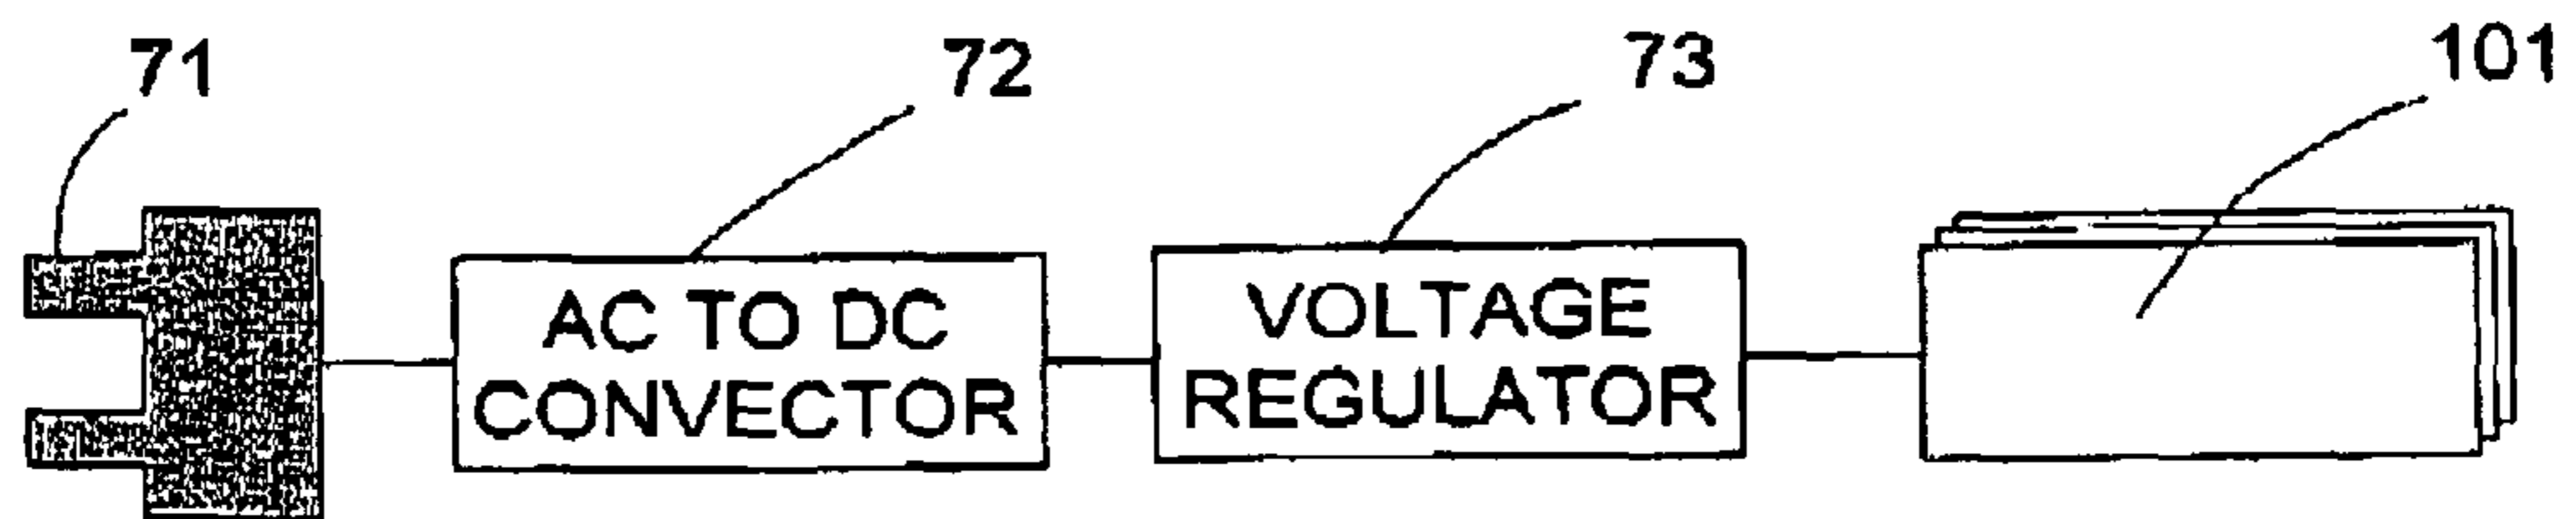 71 72 73 101
AC TO DC
CONVECTOR
VOLTAGE
REGULATOR